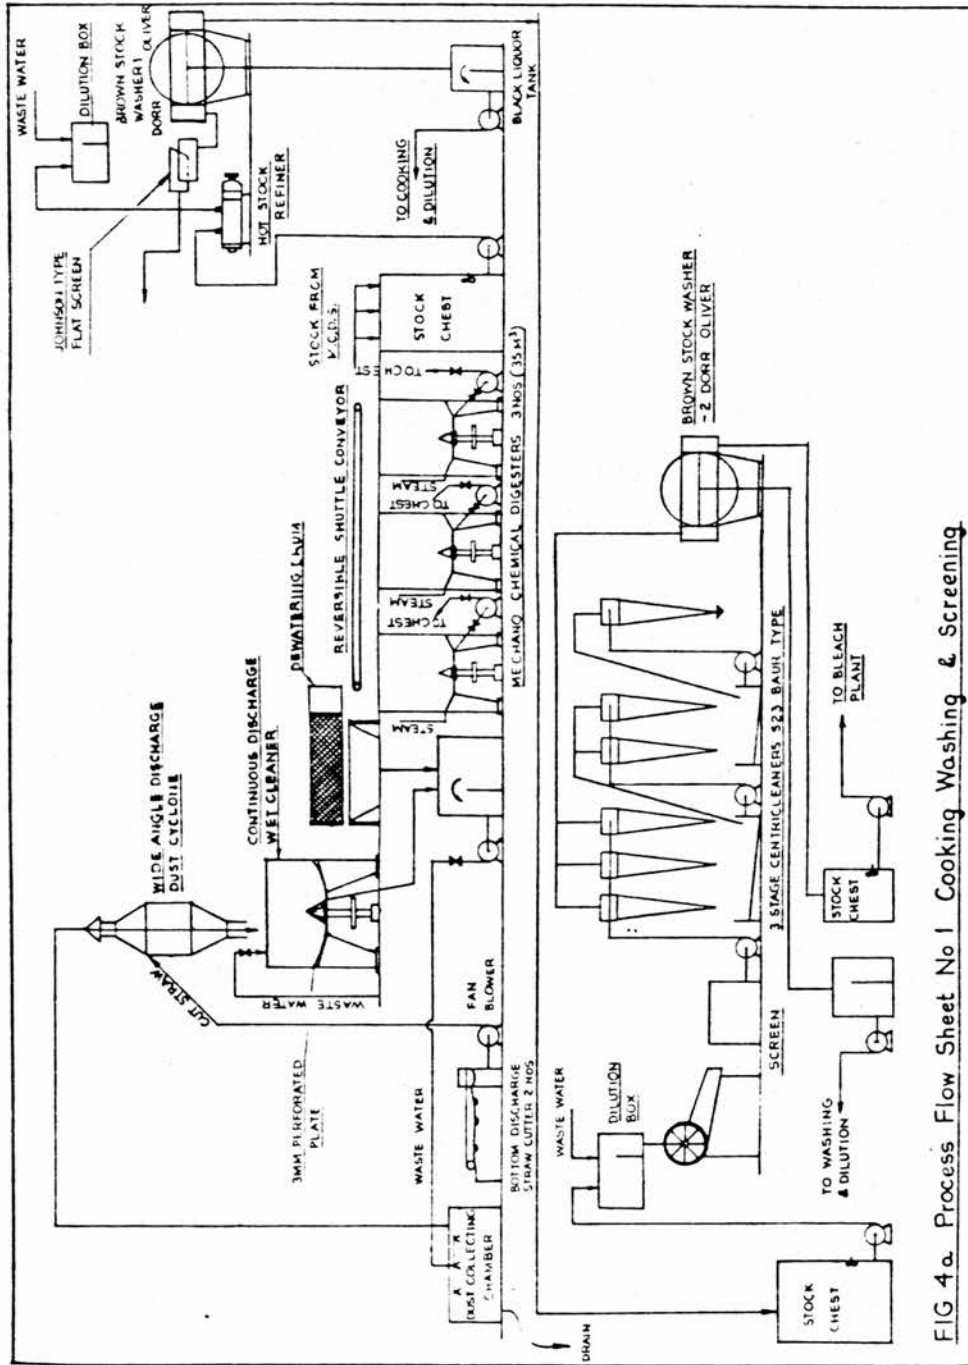 WASTE WATER
DILUTION BOX
BROWN STOCK
WASHER 1 OLIVER
DORR
JOHNSON TYPE
FLAT SCREEN
HOT STOCK
REFINER
TO COOKING
& DILUTION
BLACK LIQUOR
TANK
STOCK FROM
STOCK
CHEST
TO CHEST
STEAM
TO CHEST
STEAM
TO CHEST
STEAM
MECHANO CHEMICAL DIGESTERS 3 NOS (35 M³)
REVERSIBLE SHUTTLE CONVEYOR
DEWATERING
CONTINUOUS DISCHARGE
WET CLEANER
WIDE ANGLE DISCHARGE
DUST CYCLONE
CUT STRAW
WASTE WATER
3MM PERFORATED
PLATE
FAN
BLOWER
WASTE WATER
BOTTOM DISCHARGE
STRAW CUTTER 2 NOS
DUST COLLECTING
CHAMBER
DRAIN
STOCK
CHEST
WASTE WATER
DILUTION
BOX
SCREEN
3 STAGE CENTRICLEANERS 523 BAUR TYPE
BROWN STOCK WASHER
-2 DORR OLIVER
TO WASHING
& DILUTION
STOCK
CHEST
TO BLEACH
PLANT
FIG 4a Process Flow Sheet No 1 Cooking Washing & Screening